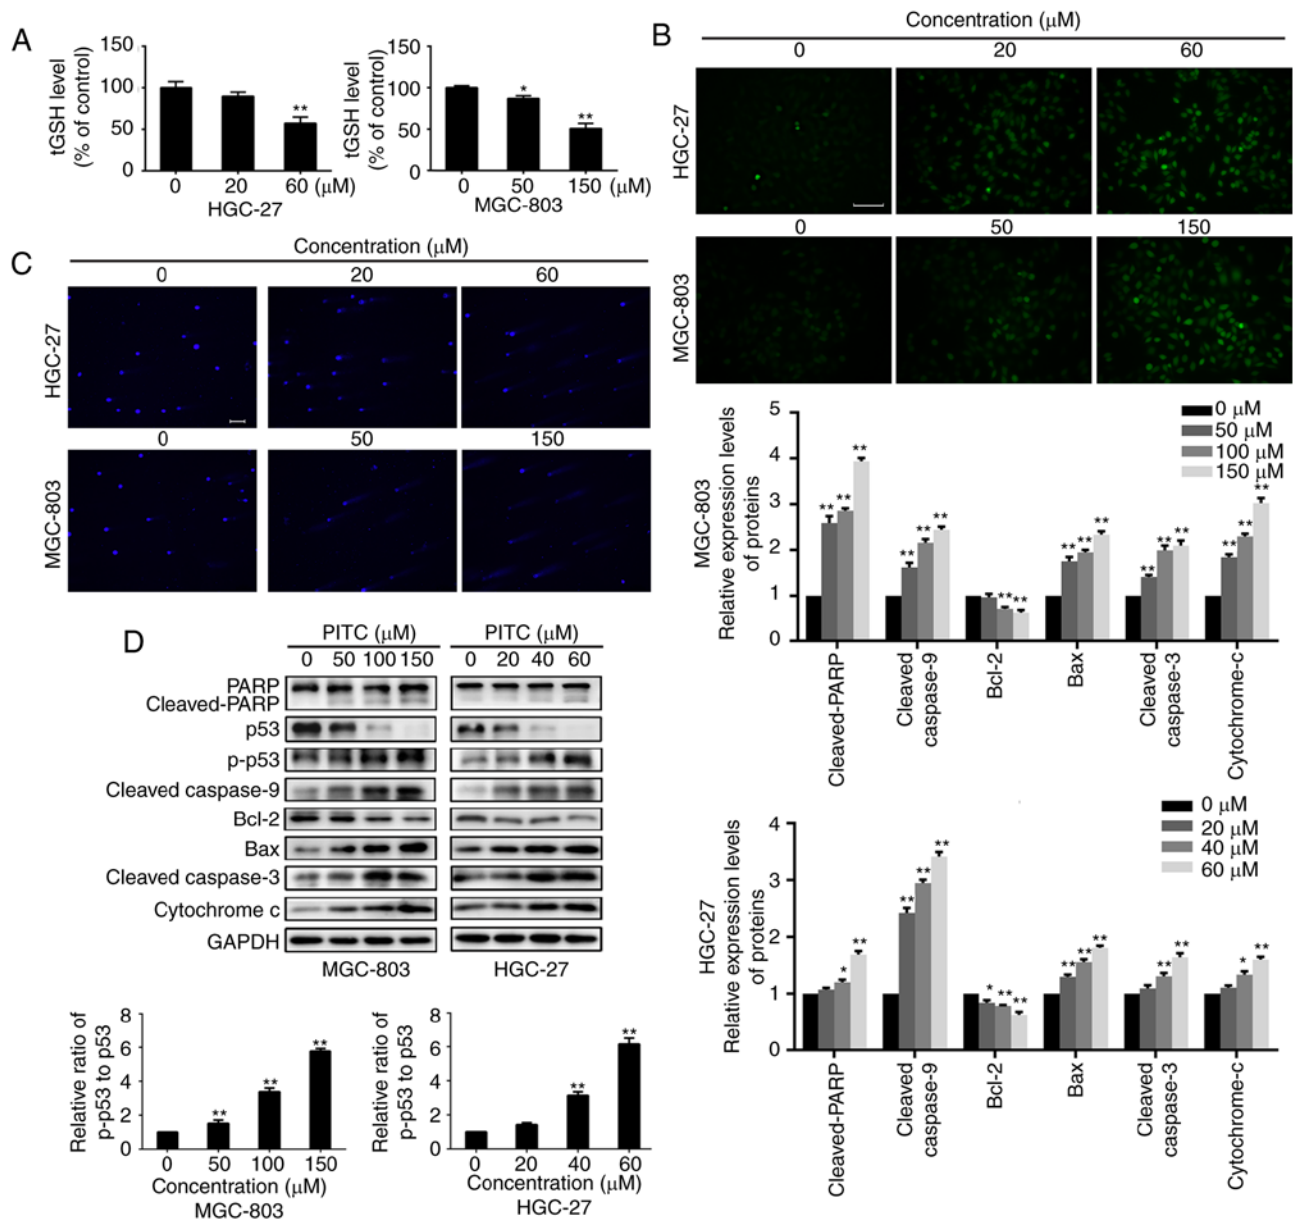 A
150
100
50
0
tGSH level
(% of control)
**
0 20 60 (μM)
HGC-27
150
100
50
0
tGSH level
(% of control)
*
**
0 50 150 (μM)
MGC-803
B
Concentration (μM)
0 20 60
HGC-27
0 50 150
MGC-803
C
Concentration (μM)
0 20 60
HGC-27
0 50 150
MGC-803
D
PITC (μM) PITC (μM)
0 50 100 150 0 20 40 60
PARP
Cleaved-PARP
p53
p-p53
Cleaved caspase-9
Bcl-2
Bax
Cleaved caspase-3
Cytochrome c
GAPDH
MGC-803 HGC-27
Relative ratio of
p-p53 to p53
8
6
4
2
0
**
**
**
0 50 100 150
Concentration (μM)
MGC-803
Relative ratio of
p-p53 to p53
8
6
4
2
0
**
**
0 20 40 60
Concentration (μM)
HGC-27
MGC-803
Relative expression levels
of proteins
5
4
3
2
1
0
0 μM
50 μM
100 μM
150 μM
** ** **
** ** **
** **
** ** **
** ** **
** ** **
Cleaved-PARP
Cleaved
caspase-9
Bcl-2
Bax
Cleaved
caspase-3
Cytochrome-c
HGC-27
Relative expression levels
of proteins
4
3
2
1
0
0 μM
20 μM
40 μM
60 μM
* **
** ** **
* ** **
** ** **
** **
* **
Cleaved-PARP
Cleaved
caspase-9
Bcl-2
Bax
Cleaved
caspase-3
Cytochrome-c